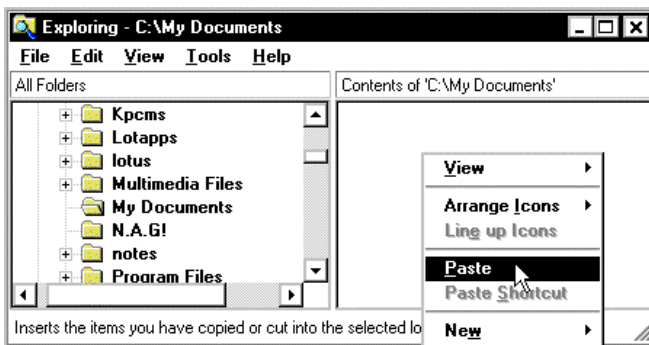 Exploring - C:\My Documents
File Edit View Tools Help
All Folders
Contents of 'C:\My Documents'
Kpcms
Lotapps
lotus
Multimedia Files
My Documents
N.A.G!
notes
Program Files
View
Arrange Icons
Line up Icons
Paste
Paste Shortcut
New
Inserts the items you have copied or cut into the selected lo